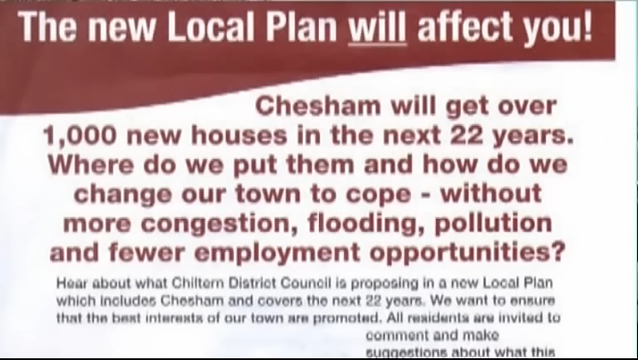 The new Local Plan will affect you!
Chesham will get over
1,000 new houses in the next 22 years.
Where do we put them and how do we
change our town to cope - without
more congestion, flooding, pollution
and fewer employment opportunities?
Hear about what Chiltern District Council is proposing in a new Local Plan
which includes Chesham and covers the next 22 years. We want to ensure
that the best interests of our town are promoted. All residents are invited to
comment and make
suggestions about what this